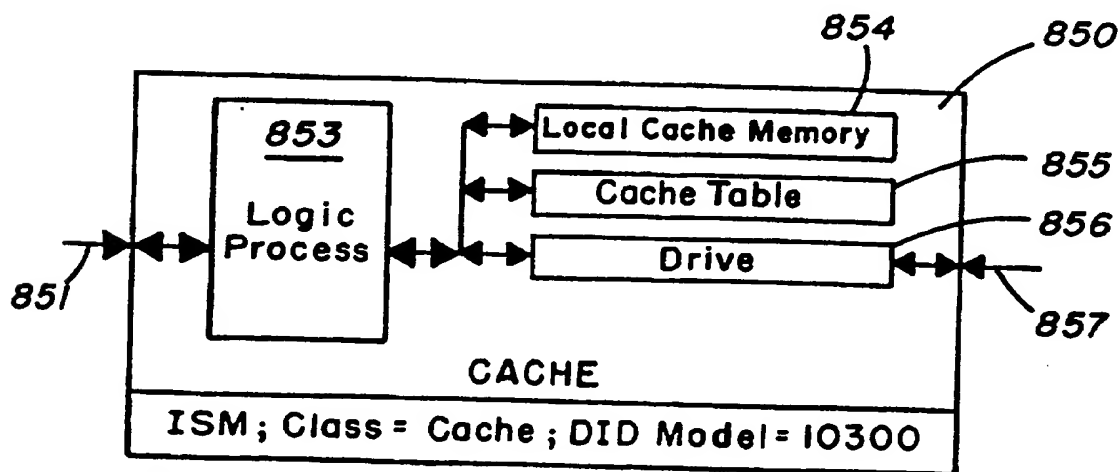 854
850
853
Local Cache Memory
855
Logic
Process
Cache Table
856
Drive
851
857
CACHE
ISM; Class = Cache; DID Model = 10300